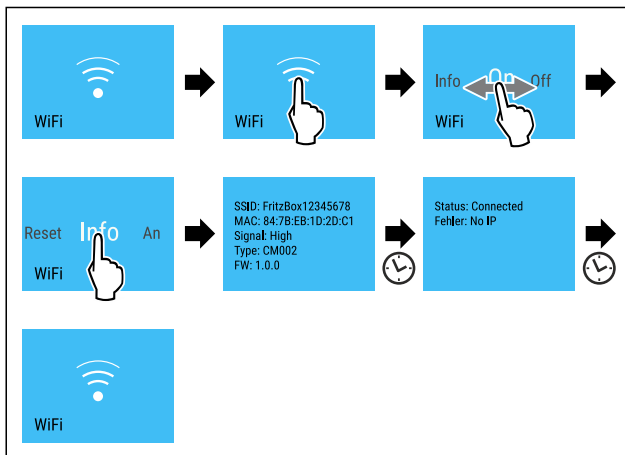 WiFi
WiFi
Info On Off
WiFi
Reset Info An
WiFi
SSID: FritzBox12345678
MAC: 84:7B:EB:1D:2D:C1
Signal: High
Type: CM002
FW: 1.0.0
Status: Connected
Fehler: No IP
WiFi